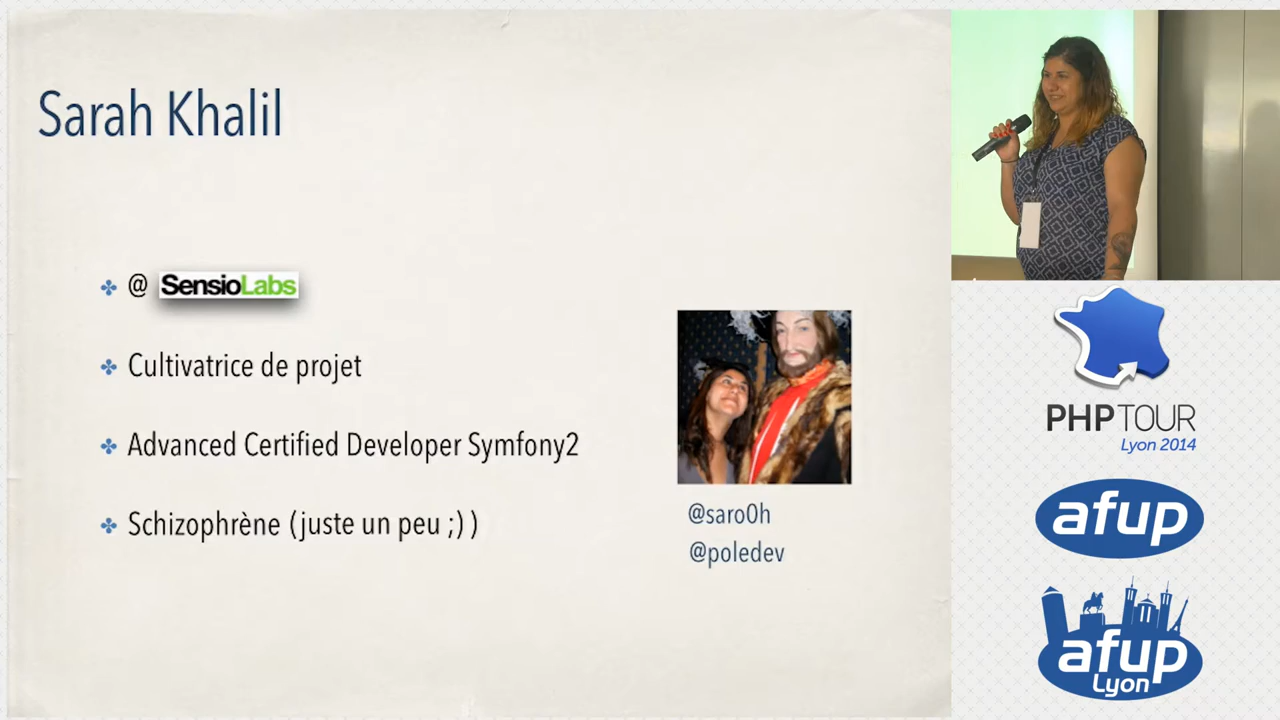 Sarah Khalil
@ SensioLabs
Cultivatrice de projet
Advanced Certified Developer Symfony2
Schizophrène (juste un peu ;) )
@saro0h
@poledev
PHP TOUR
Lyon 2014
afup
afup
Lyon